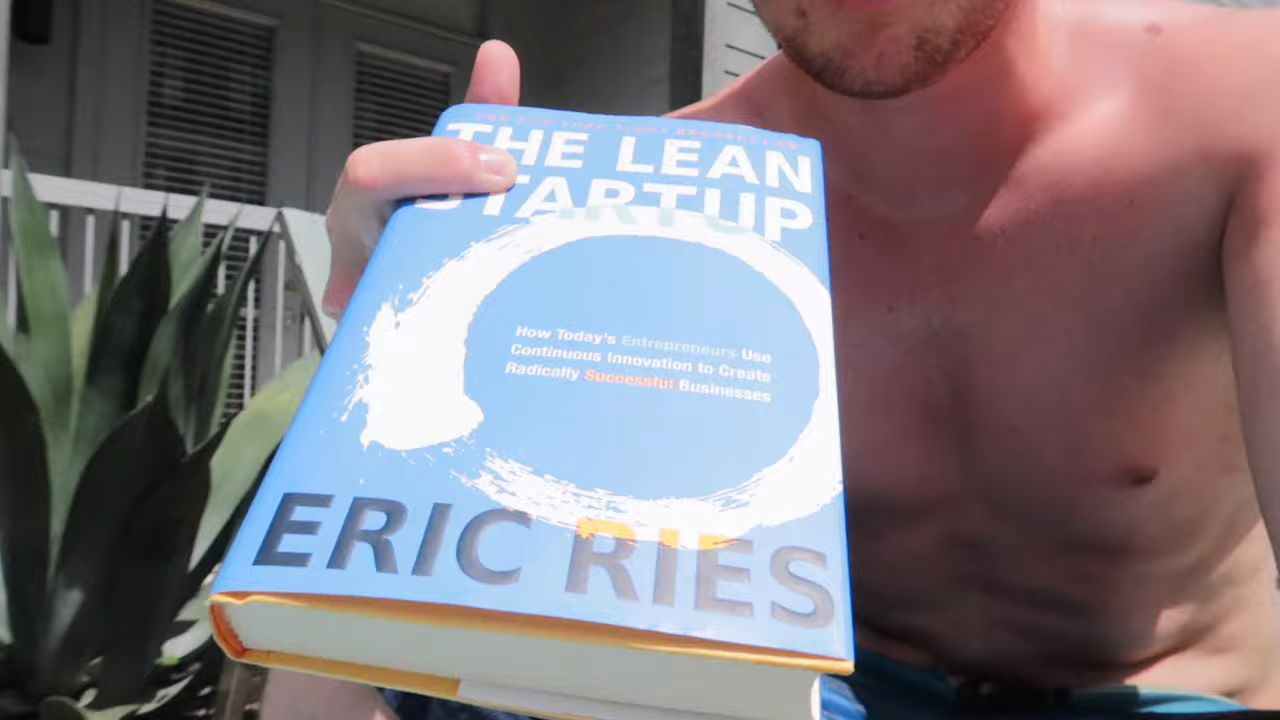 THE LEAN
STARTUP
How Today's Entrepreneurs Use
Continuous Innovation to Create
Radically Successful Businesses
ERIC RIES